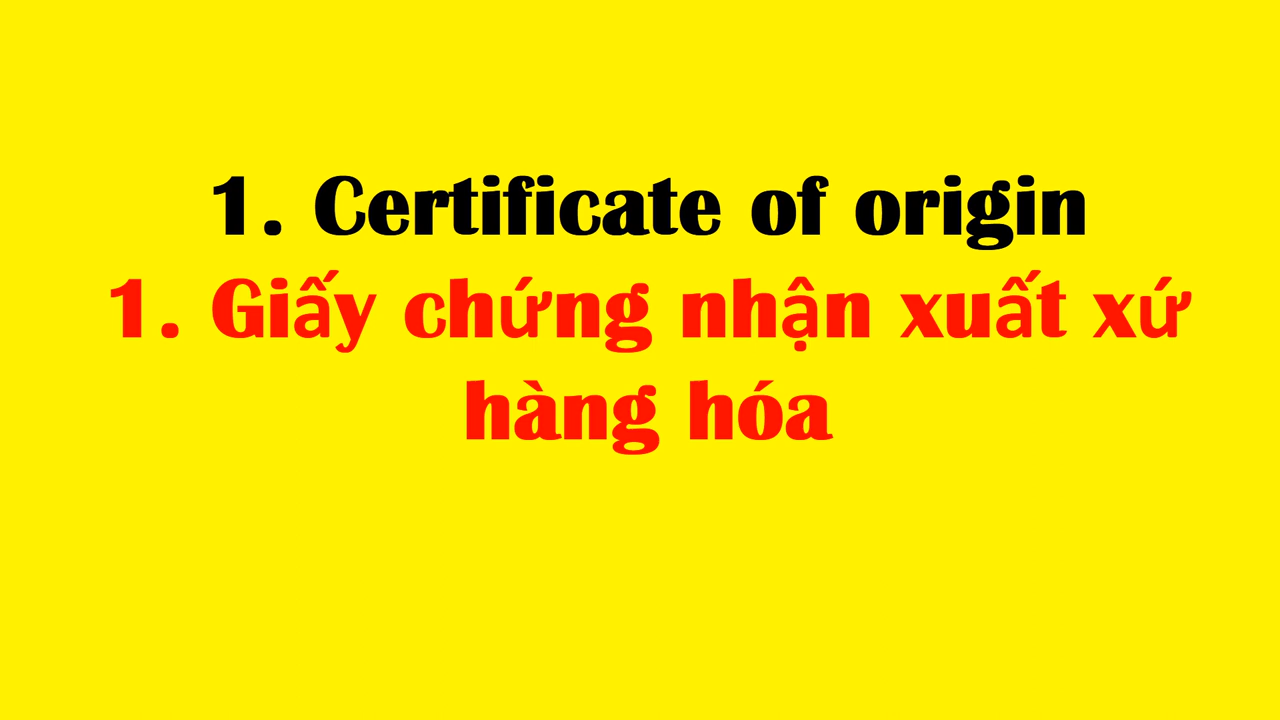 1. Certificate of origin
1. Giấy chứng nhận xuất xứ
hàng hóa